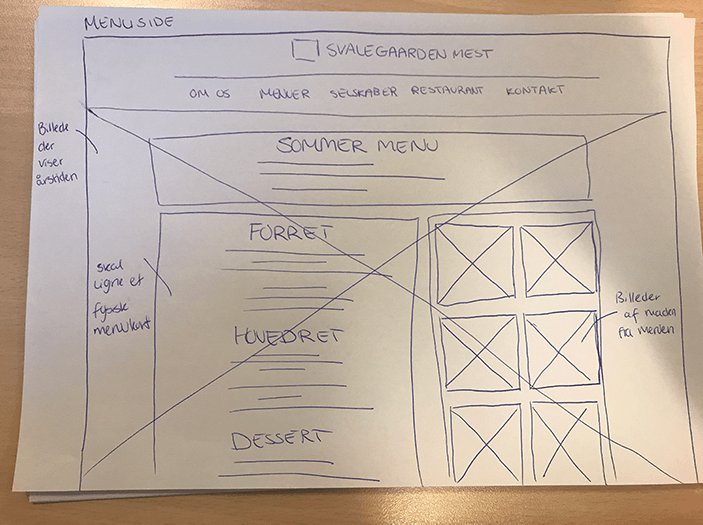 MENUSIDE
SVALEGAARDEN MEST
OM OS MENUER SELSKABER RESTAURANT KONTAKT
Billede
der
viser
årstiden
SOMMER MENU
FORRET
skal
ligne et
fysisk
menukort
HOVEDRET
Billeder
af maden
fra menuen
DESSERT